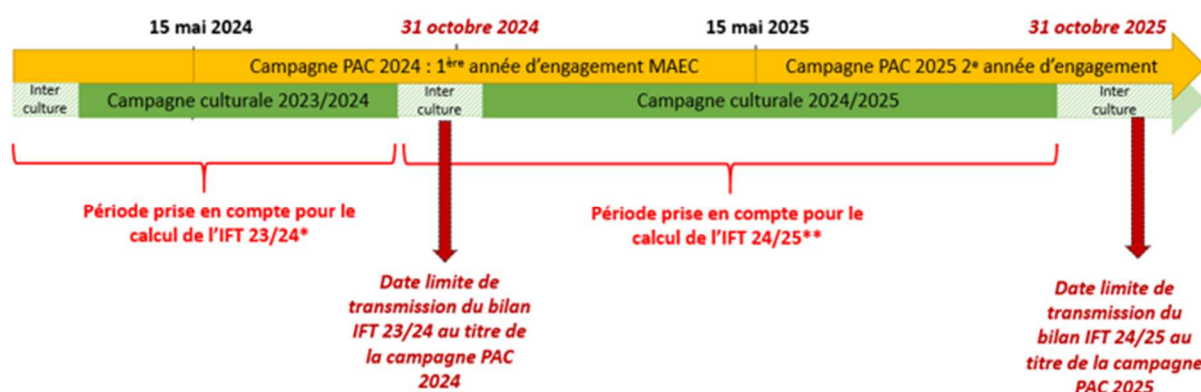 15 mai 2024
31 octobre 2024
15 mai 2025
31 octobre 2025
Campagne PAC 2024 : 1ère année d'engagement MAEC
Campagne PAC 2025 2e année d'engagement
Inter
culture
Campagne culturale 2023/2024
Inter
culture
Campagne culturale 2024/2025
Inter
culture
Période prise en compte pour le
calcul de l'IFT 23/24*
Période prise en compte pour le
calcul de l'IFT 24/25**
Date limite de
transmission du bilan
IFT 23/24 au titre de
la campagne PAC
2024
Date limite de
transmission du
bilan IFT 24/25 au
titre de la campagne
PAC 2025